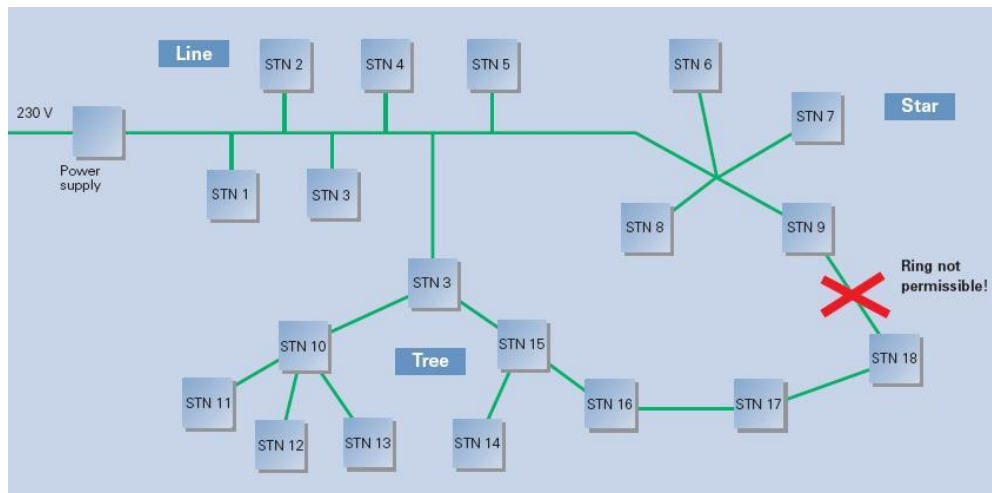 Line
STN 2
STN 4
STN 5
STN 6
STN 7
Star
230 V
Power
supply
STN 1
STN 3
STN 8
STN 9
Ring not
permissible!
STN 3
STN 10
Tree
STN 15
STN 18
STN 11
STN 12
STN 13
STN 14
STN 16
STN 17